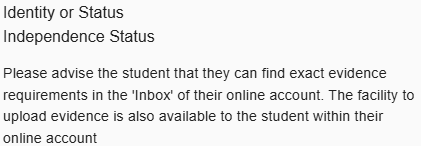 Identity or Status
Independence Status
Please advise the student that they can find exact evidence
requirements in the 'Inbox' of their online account. The facility to
upload evidence is also available to the student within their
online account